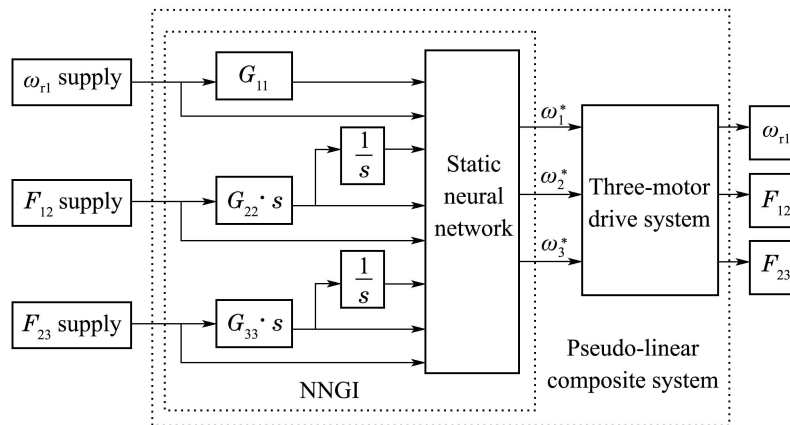 ω_r1 supply
G_11
F_12 supply
G_22 · s
1/s
F_23 supply
G_33 · s
1/s
Static
neural
network
NNGI
ω_1^*
ω_2^*
ω_3^*
Three-motor
drive system
ω_r1
F_12
F_23
Pseudo-linear
composite system